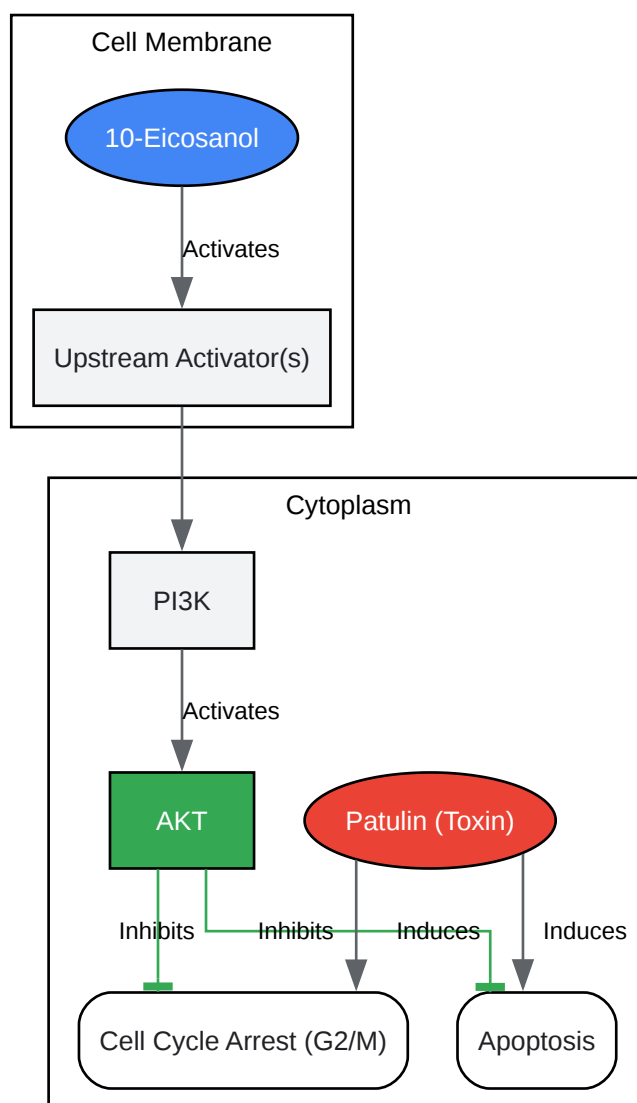 Cell Membrane
10-Eicosanol
Activates
Upstream Activator(s)
Cytoplasm
PI3K
Activates
AKT
Patulin (Toxin)
Inhibits
Inhibits
Induces
Induces
Cell Cycle Arrest (G2/M)
Apoptosis